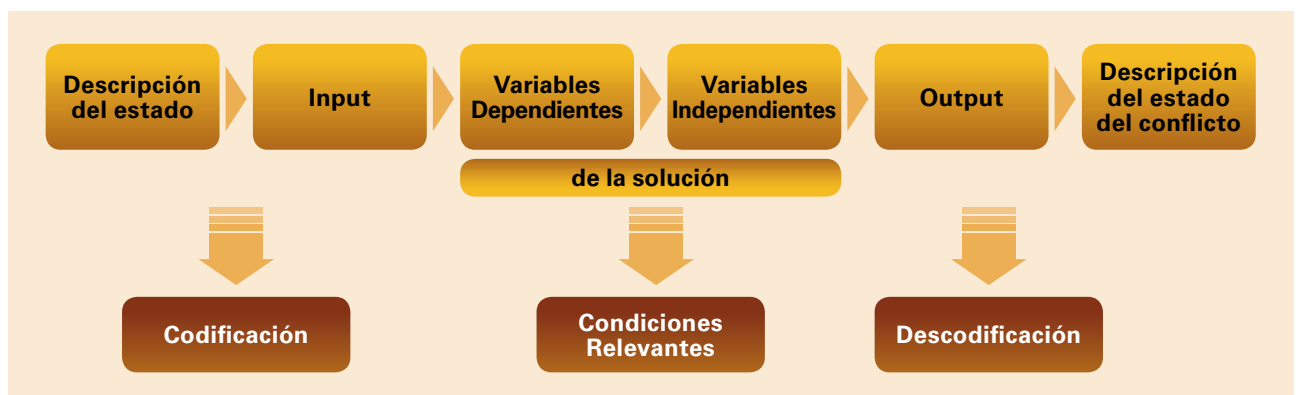 Descripción
del estado
Input
Variables
Dependientes
Variables
Independientes
Output
Descripción
del estado
del conflicto
de la solución
Codificación
Condiciones
Relevantes
Descodificación